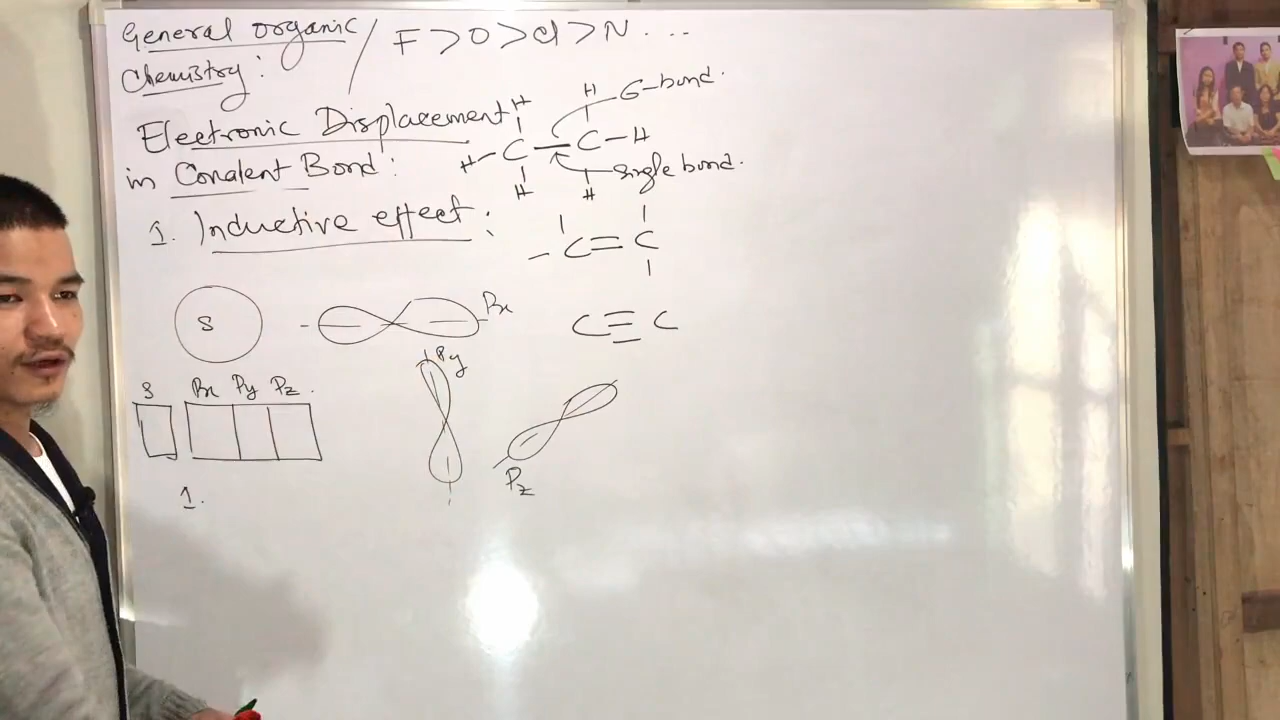 General organic
Chemistry:
F > O > Cl > N ...
Electronic Displacement
in Covalent Bond:
1. Inductive effect:
H H σ-bond.
H-C-C-H
H H single bond.
-C=C
C≡C
S
Px
Py
Pz
S Px Py Pz.
1.